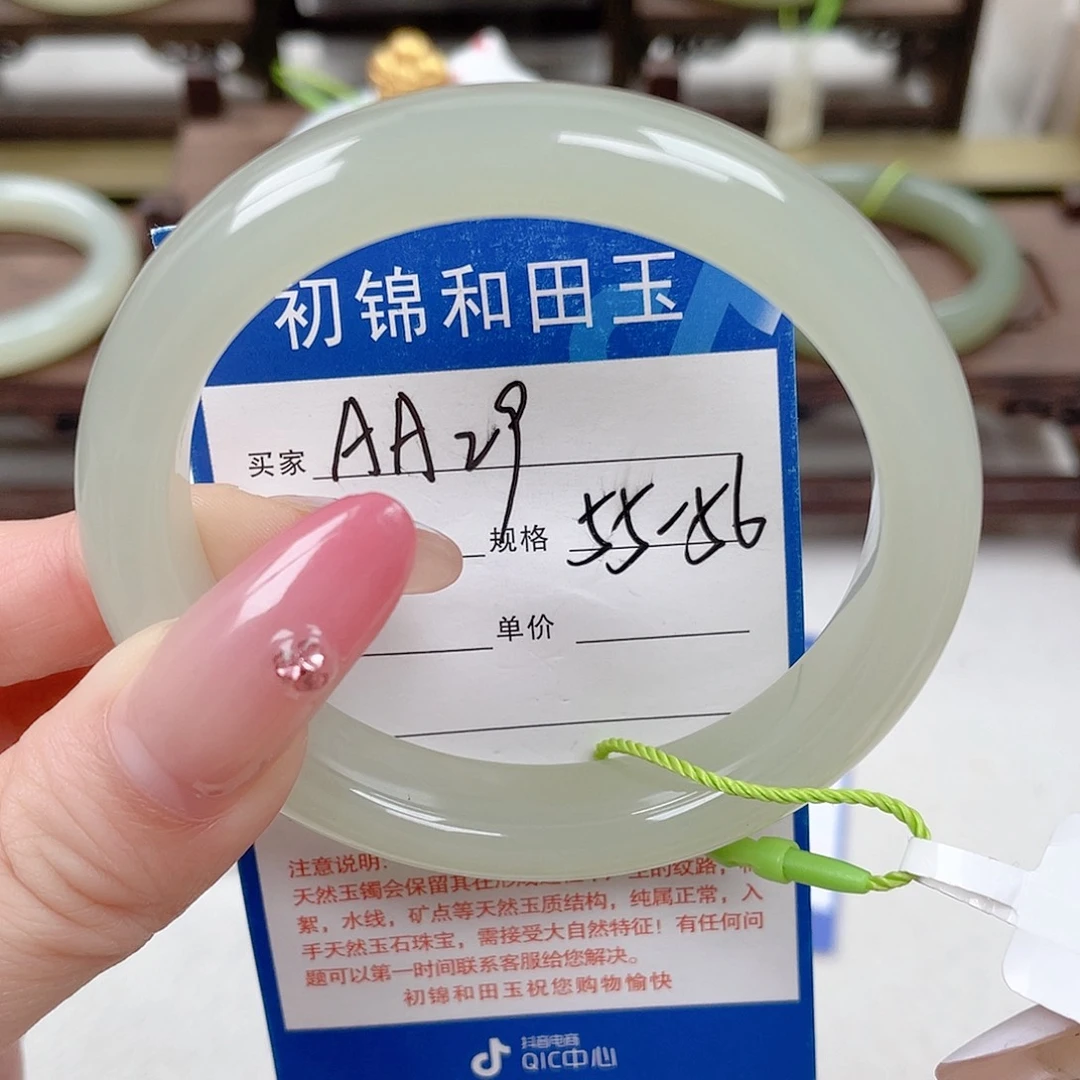 初锦和田玉
买家 AA29
规格 55-56
单价
注意说明:
天然玉镯会保留其在形成过程中产生的纹路,
絮,水线,矿点等天然玉质结构,纯属正常,入
手天然玉石珠宝,需接受大自然特征!有任何问
题可以第一时间联系客服给您解决。
初锦和田玉祝您购物愉快
抖音电商
QIC中心